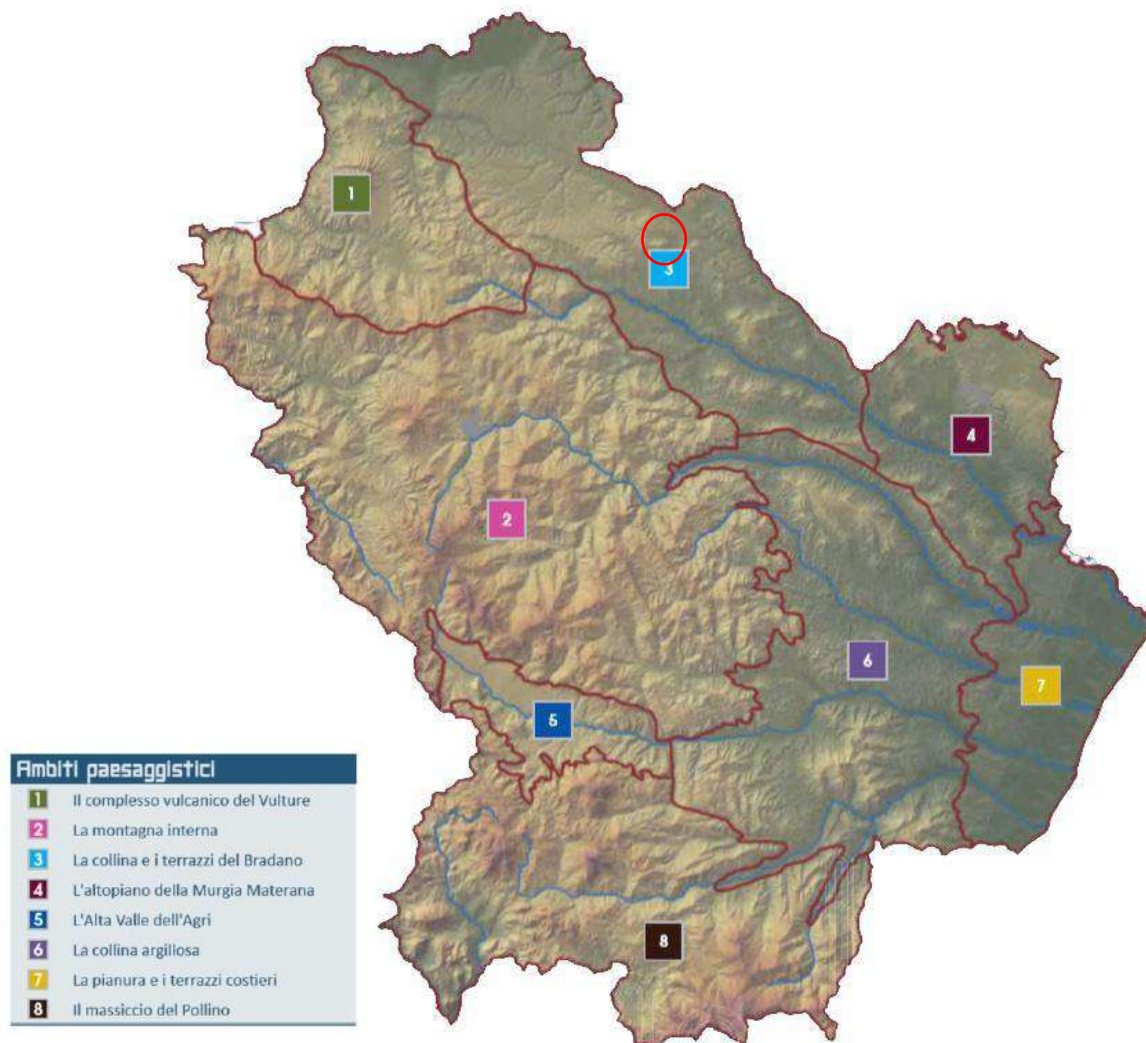 1
3
4
2
6
7
5
8
Ambiti paesaggistici
1 Il complesso vulcanico del Vulture
2 La montagna interna
3 La collina e i terrazzi del Bradano
4 L'altopiano della Murgia Materana
5 L'Alta Valle dell'Agri
6 La collina argillosa
7 La pianura e i terrazzi costieri
8 Il massiccio del Pollino